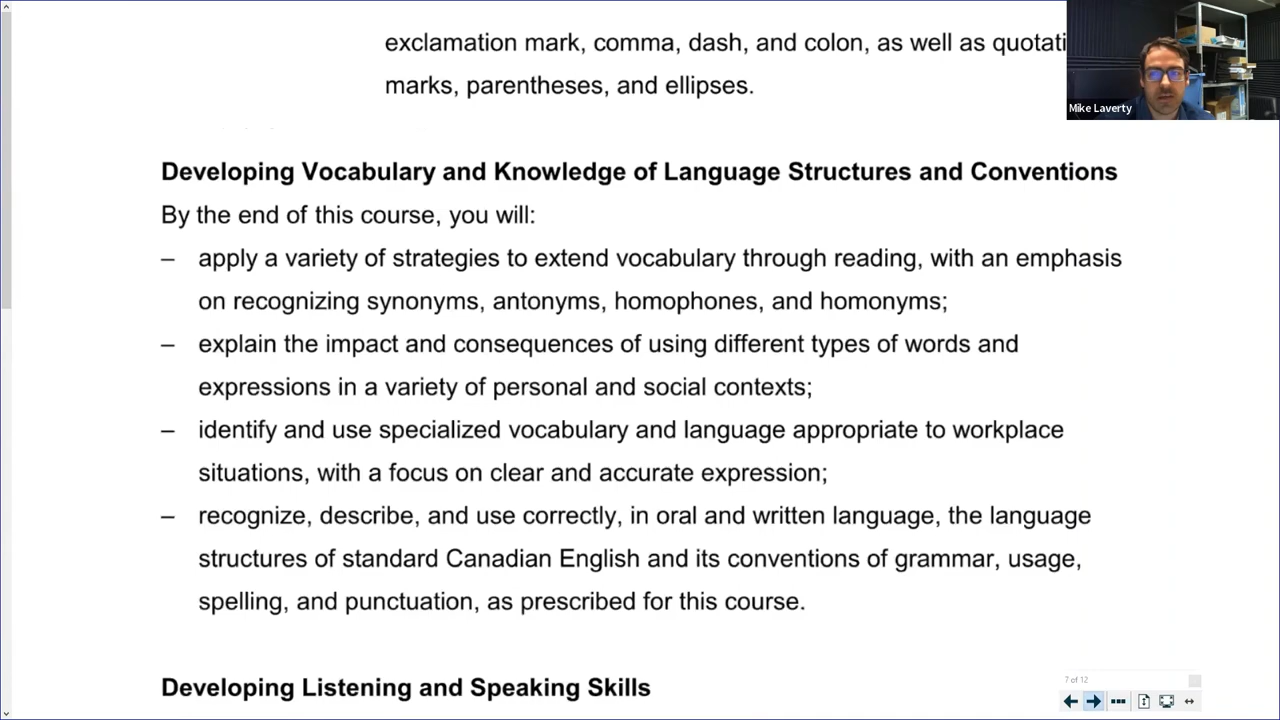 exclamation mark, comma, dash, and colon, as well as
marks, parentheses, and ellipses.
Mike Laverty
Developing Vocabulary and Knowledge of Language Structures and Conventions
By the end of this course, you will:
– apply a variety of strategies to extend vocabulary through reading, with an emphasis
on recognizing synonyms, antonyms, homophones, and homonyms;
– explain the impact and consequences of using different types of words and
expressions in a variety of personal and social contexts;
– identify and use specialized vocabulary and language appropriate to workplace
situations, with a focus on clear and accurate expression;
– recognize, describe, and use correctly, in oral and written language, the language
structures of standard Canadian English and its conventions of grammar, usage,
spelling, and punctuation, as prescribed for this course.
Developing Listening and Speaking Skills
7 of 12